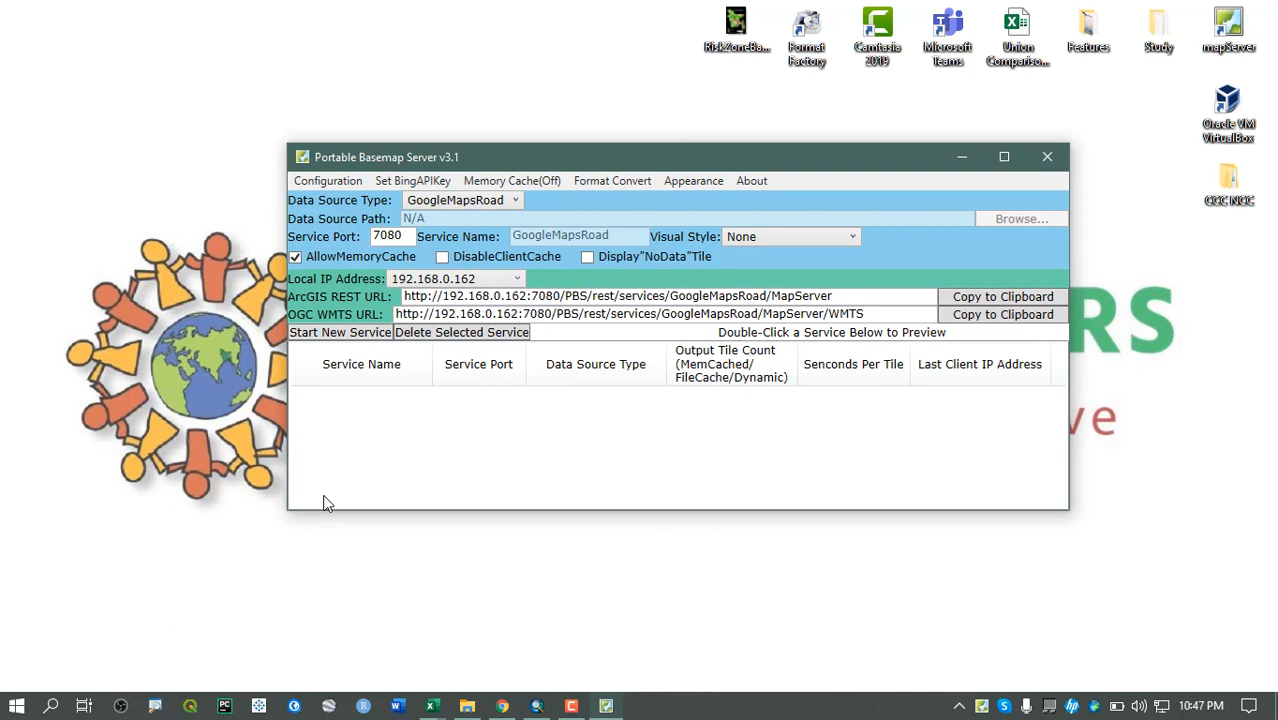 RiskZoneBa...
Format
Factory
Camtasia
2019
Microsoft
Teams
Union
Compariso...
Features
Study
mapServer
Oracle VM
VirtualBox
Portable Basemap Server v3.1
Configuration Set BingAPIKey Memory Cache(Off) Format Convert Appearance About
Data Source Type: GoogleMapsRoad
Data Source Path: N/A Browse...
Service Port: 7080 Service Name: GoogleMapsRoad Visual Style: None
AllowMemoryCache DisableClientCache Display"NoData"Tile
Local IP Address: 192.168.0.162
ArcGIS REST URL: http://192.168.0.162:7080/PBS/rest/services/GoogleMapsRoad/MapServer Copy to Clipboard
OGC WMTS URL: http://192.168.0.162:7080/PBS/rest/services/GoogleMapsRoad/MapServer/WMTS Copy to Clipboard
Start New Service Delete Selected Service Double-Click a Service Below to Preview
Service Name Service Port Data Source Type
Output Tile Count
(MemCached/
FileCache/Dynamic)
Senconds Per Tile Last Client IP Address
RS
ve
10:47 PM